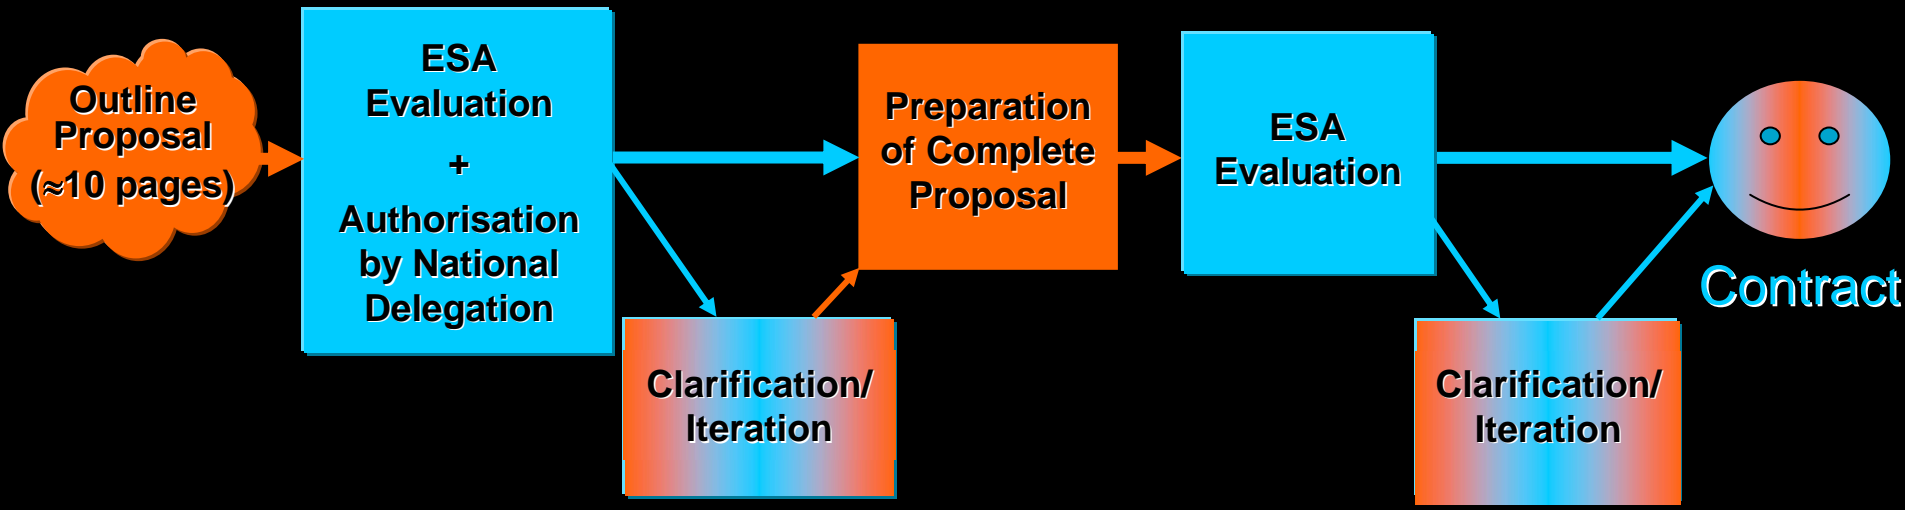 Outline
Proposal
(≈10 pages)
ESA
Evaluation
+
Authorisation
by National
Delegation
Clarification/
Iteration
Preparation
of Complete
Proposal
ESA
Evaluation
Clarification/
Iteration
Contract